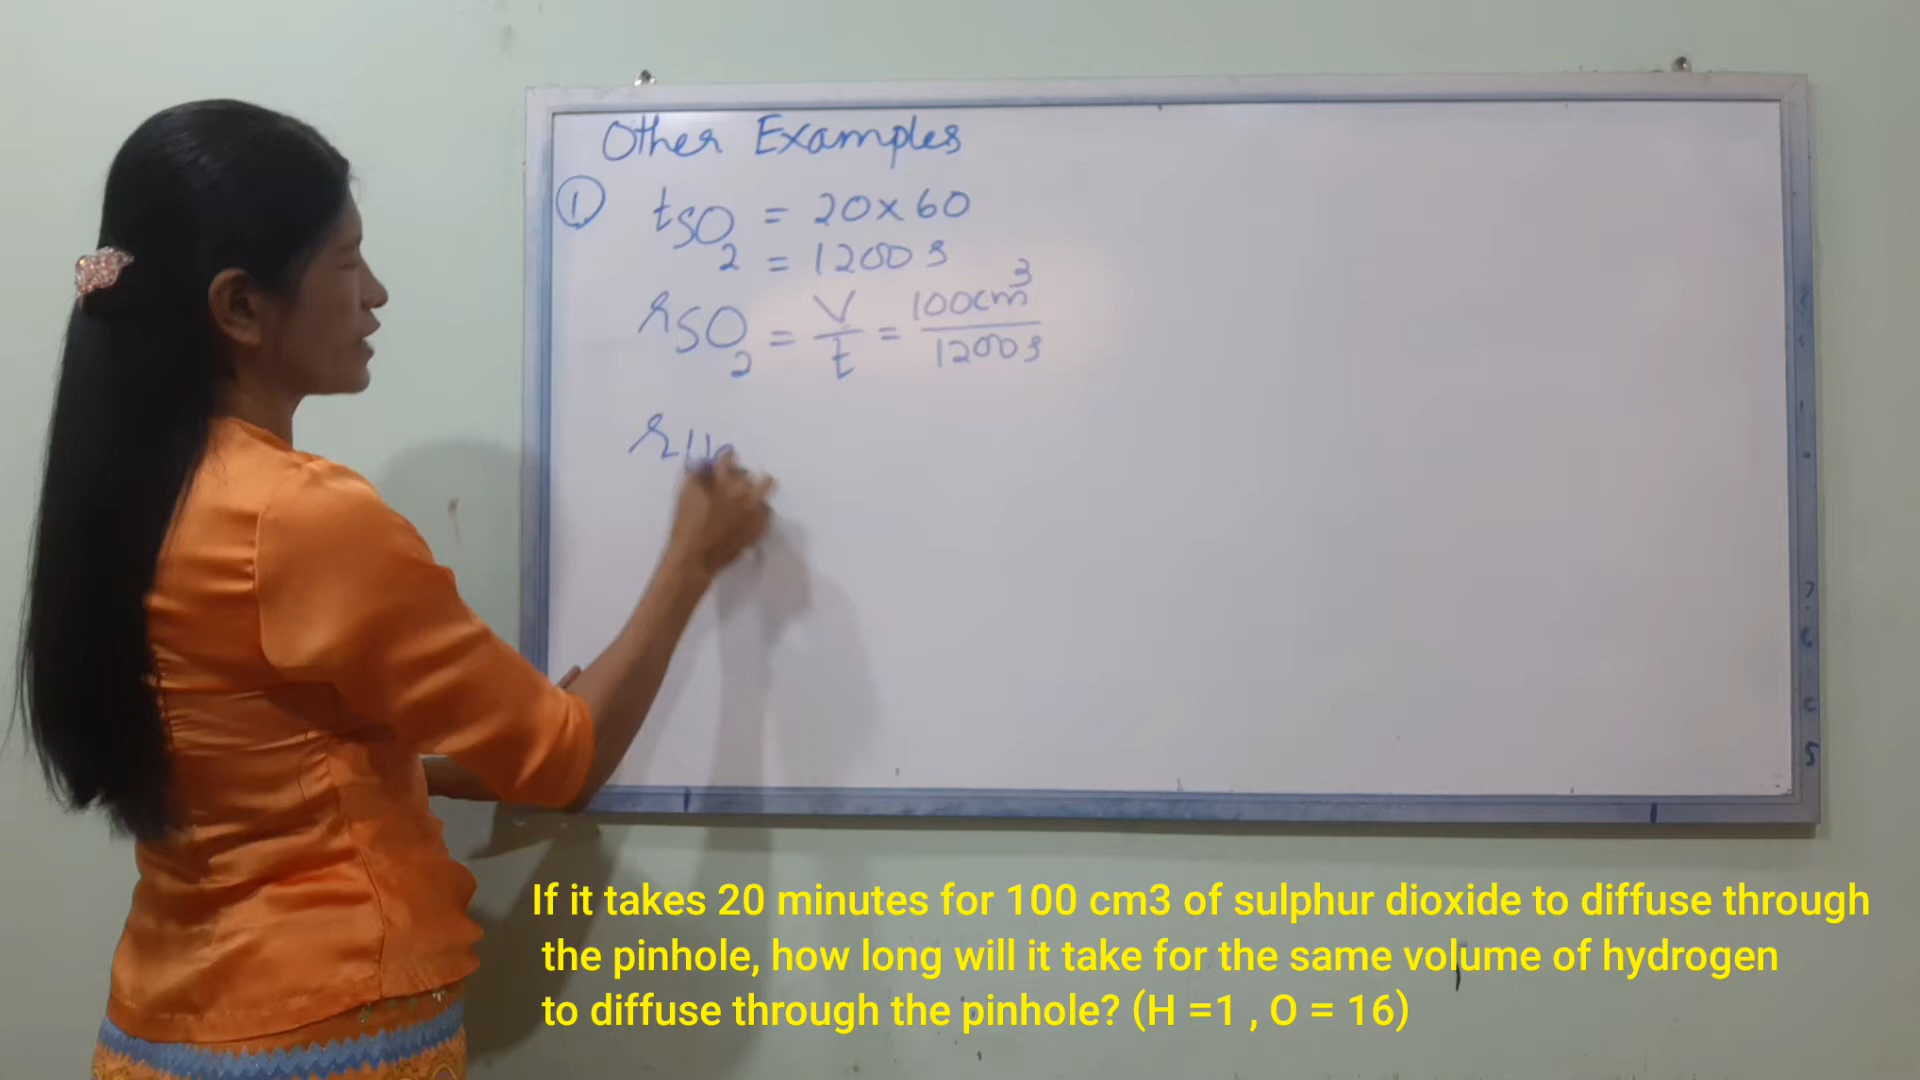 Other Examples
① tSO₂ = 20 × 60
= 1200 s
rSO₂ = V/t = 100cm³/1200s
rH₂
If it takes 20 minutes for 100 cm3 of sulphur dioxide to diffuse through
the pinhole, how long will it take for the same volume of hydrogen
to diffuse through the pinhole? (H =1 , O = 16)